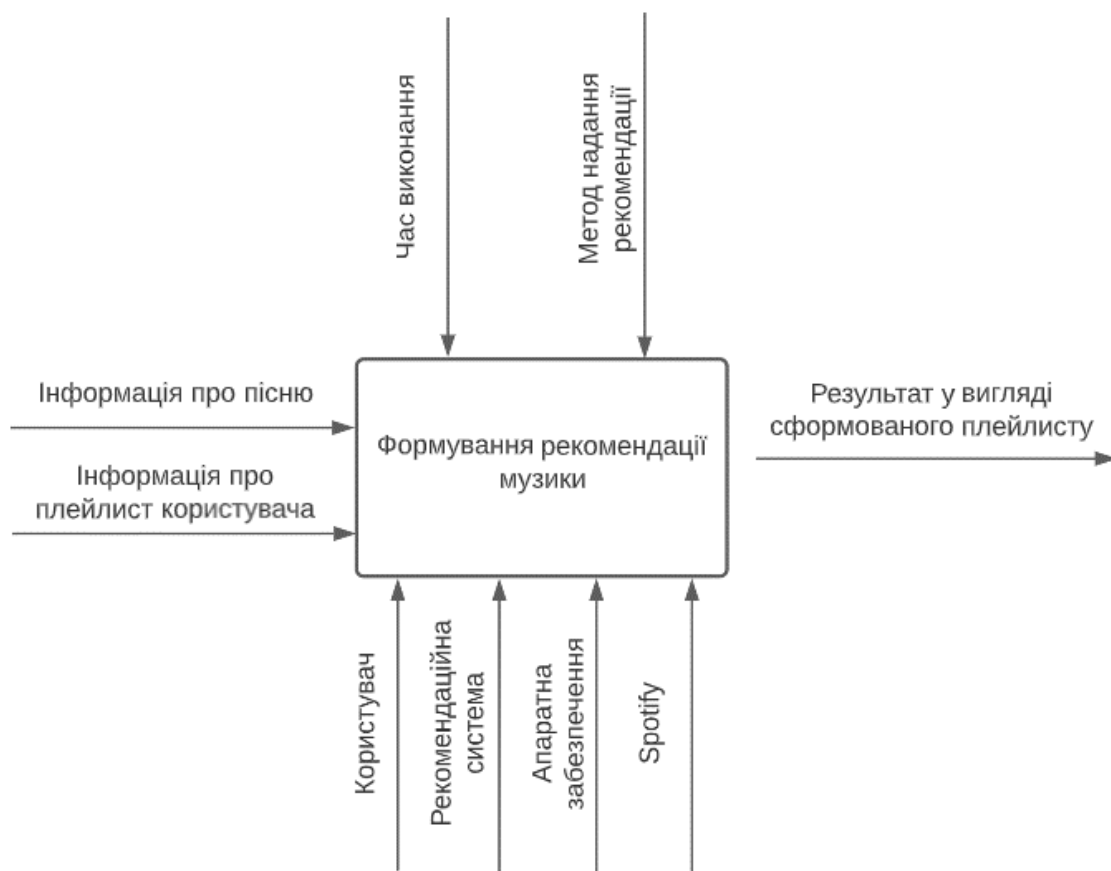 Час виконання
Метод надання
рекомендації
Інформація про пісню
Інформація про
плейлист користувача
Формування рекомендації
музики
Результат у вигляді
сформованого плейлисту
Користувач
Рекомендаційна
система
Апаратна
забезпечення
Spotify